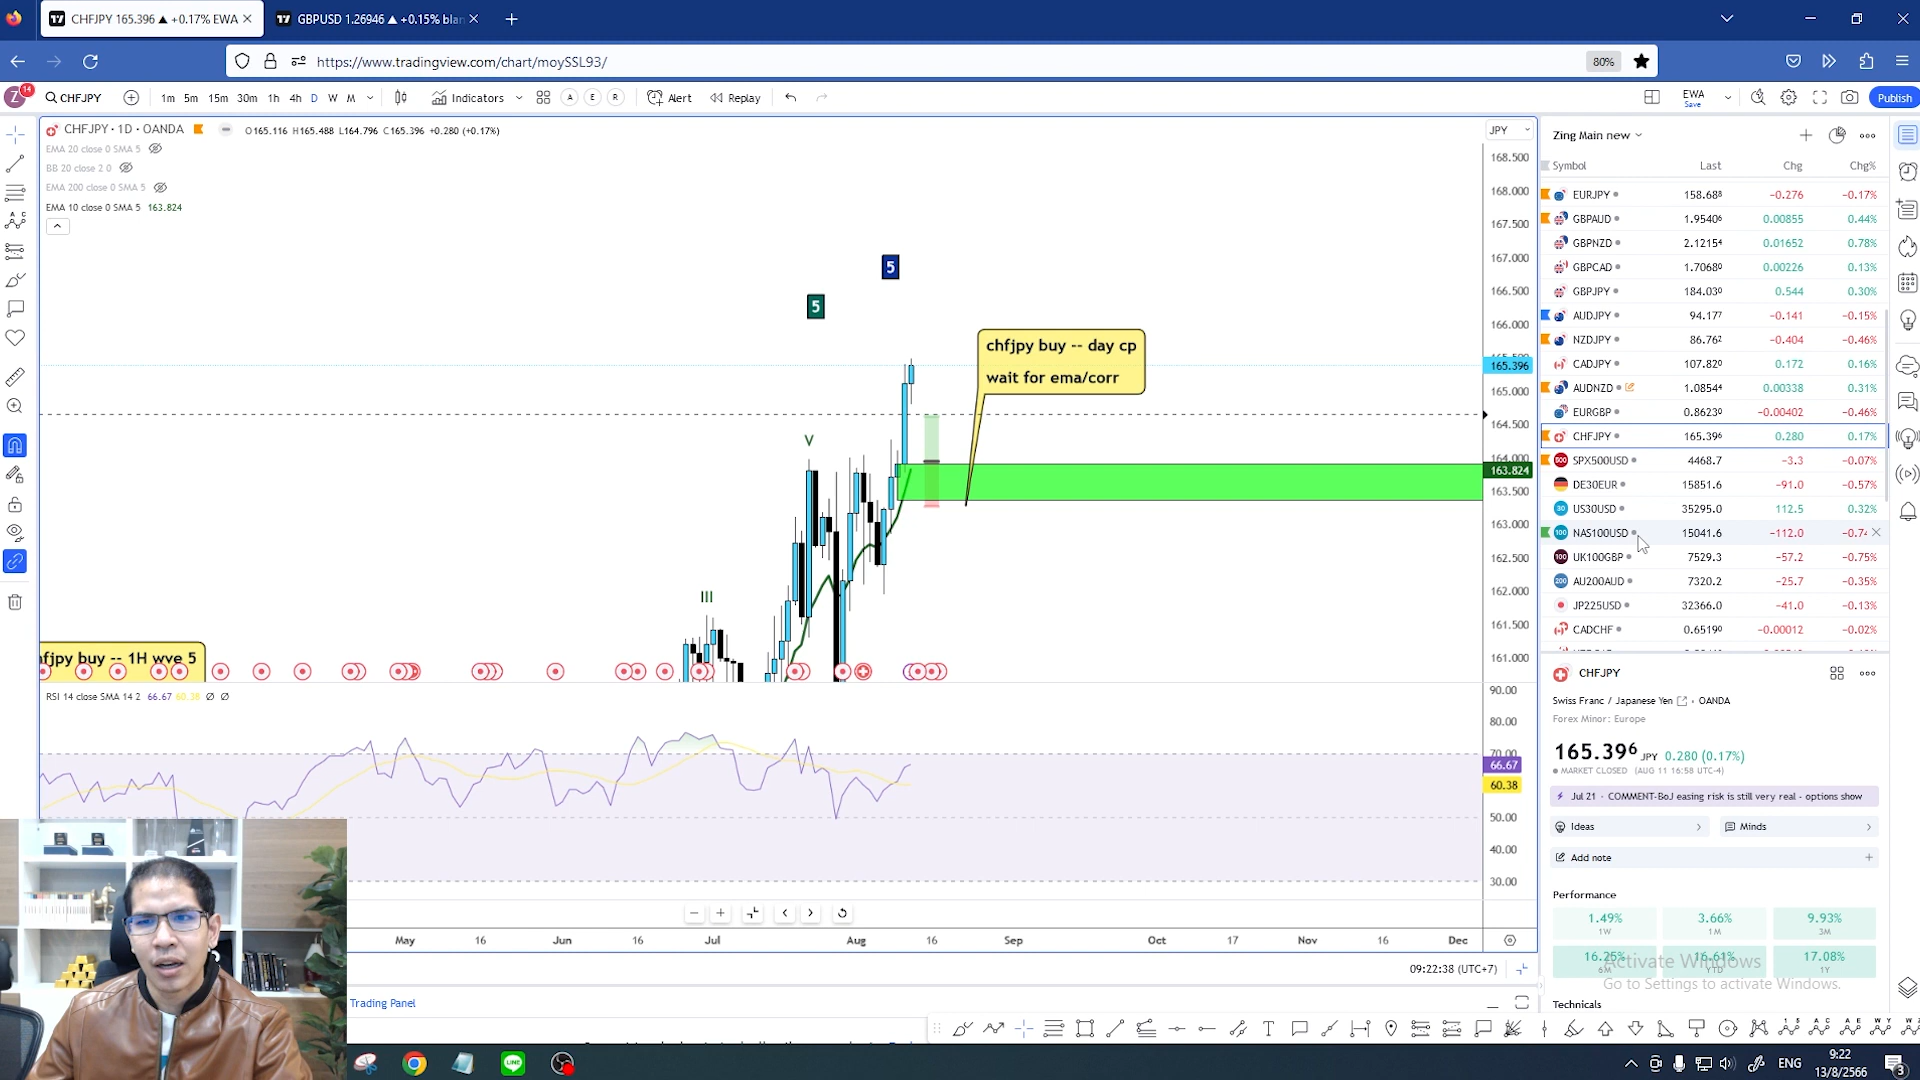 CHFJPY 165.396 ▲ +0.17% EWA
GBPUSD 1.26946 ▲ +0.15% blan
https://www.tradingview.com/chart/moySSL93/
80%
14
CHFJPY
1m 5m 15m 30m 1h 4h D W M
Indicators
A E R
Alert
Replay
EWA
Save
Publish
CHFJPY · 1D · OANDA
O165.116 H165.488 L164.796 C165.396 +0.280 (+0.17%)
EMA 20 close 0 SMA 5
BB 20 close 2 0
EMA 200 close 0 SMA 5
EMA 10 close 0 SMA 5 163.824
JPY
168.500
168.000
167.500
167.000
166.500
166.000
165.396
165.000
164.500
164.000
163.824
163.500
163.000
162.500
162.000
161.500
161.000
5
5
chfjpy buy -- day cp
wait for ema/corr
V
III
fjpy buy -- 1H wve 5
RSI 14 close SMA 14 2 66.67 60.38 Ø Ø
90.00
80.00
70.00
66.67
60.38
50.00
40.00
30.00
May 16 Jun 16 Jul Aug 16 Sep Oct 17 Nov 16 Dec
09:22:38 (UTC+7)
Trading Panel
Zing Main new
Symbol Last Chg Chg%
EURJPY 158.688 −0.276 −0.17%
GBPAUD 1.95406 0.00855 0.44%
GBPNZD 2.12154 0.01652 0.78%
GBPCAD 1.70680 0.00226 0.13%
GBPJPY 184.030 0.544 0.30%
AUDJPY 94.177 −0.141 −0.15%
NZDJPY 86.762 −0.404 −0.46%
CADJPY 107.820 0.172 0.16%
AUDNZD 1.08544 0.00338 0.31%
EURGBP 0.86230 −0.00402 −0.46%
CHFJPY 165.396 0.280 0.17%
SPX500USD 4468.7 −3.3 −0.07%
DE30EUR 15851.6 −91.0 −0.57%
US30USD 35295.0 112.5 0.32%
NAS100USD 15041.6 −112.0 −0.74
UK100GBP 7529.3 −57.2 −0.75%
AU200AUD 7320.2 −25.7 −0.35%
JP225USD 32366.0 −41.0 −0.13%
CADCHF 0.65190 −0.00012 −0.02%
CHFJPY
Swiss Franc / Japanese Yen • OANDA
Forex Minor: Europe
165.396 JPY 0.280 (0.17%)
MARKET CLOSED (AUG 11 16:58 UTC-4)
Jul 21 · COMMENT-BoJ easing risk is still very real - options show
Ideas
Minds
Add note
Performance
1.49% 3.66% 9.93%
1W 1M 3M
16.25% 16.61% 17.08%
6M YTD 1Y
Activate Windows
Go to Settings to activate Windows.
Technicals
ENG
9:22
13/8/2566
3